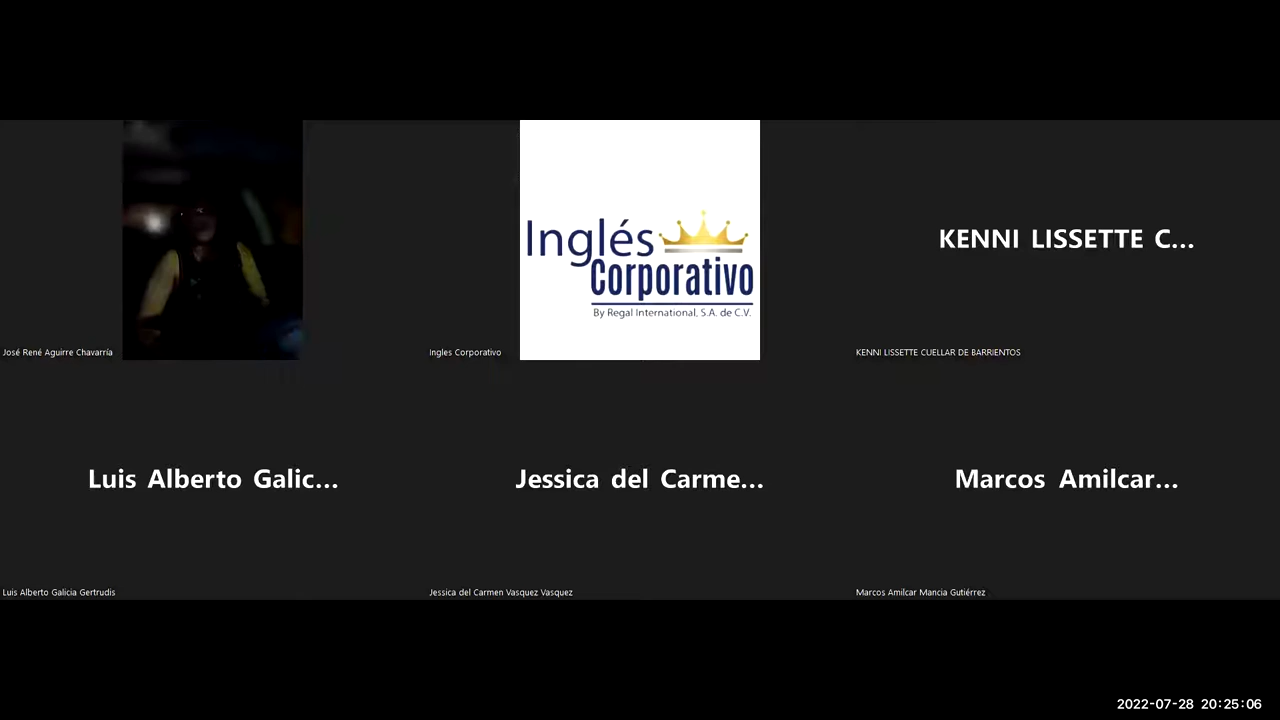 Inglés
Corporativo
By Regal International, S.A. de C.V.
KENNI LISSETTE C...
José René Aguirre Chavarría
Ingles Corporativo
KENNI LISSETTE CUELLAR DE BARRIENTOS
Luis Alberto Galic...
Jessica del Carme...
Marcos Amilcar...
Luis Alberto Galicia Gertrudis
Jessica del Carmen Vasquez Vasquez
Marcos Amilcar Mancia Gutiérrez
2022-07-28 20:25:06